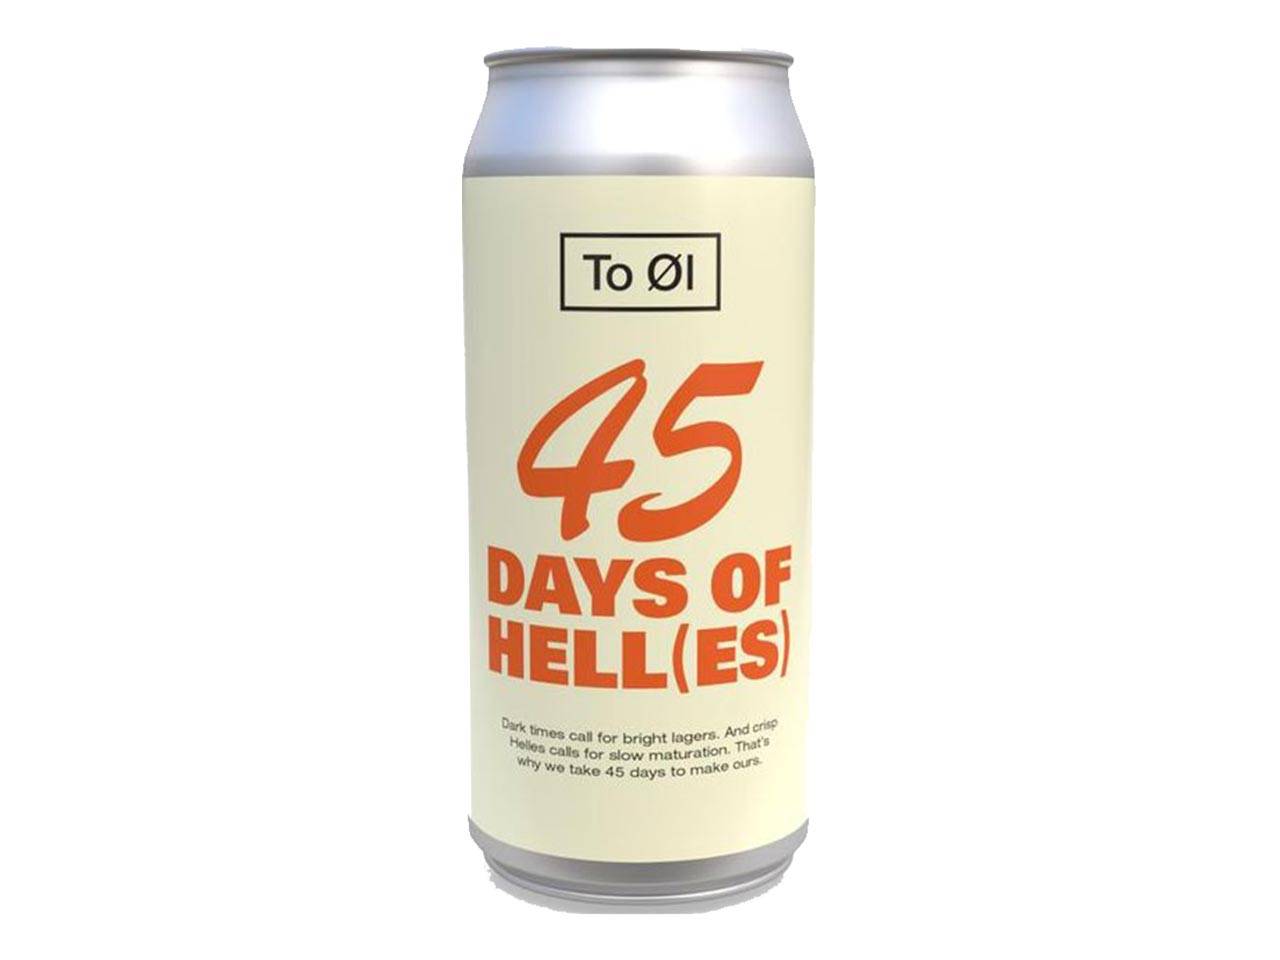 To Øl
45
DAYS OF
HELL(ES)
Dark times call for bright lagers. And crisp
Helles calls for slow maturation. That's
why we take 45 days to make ours.